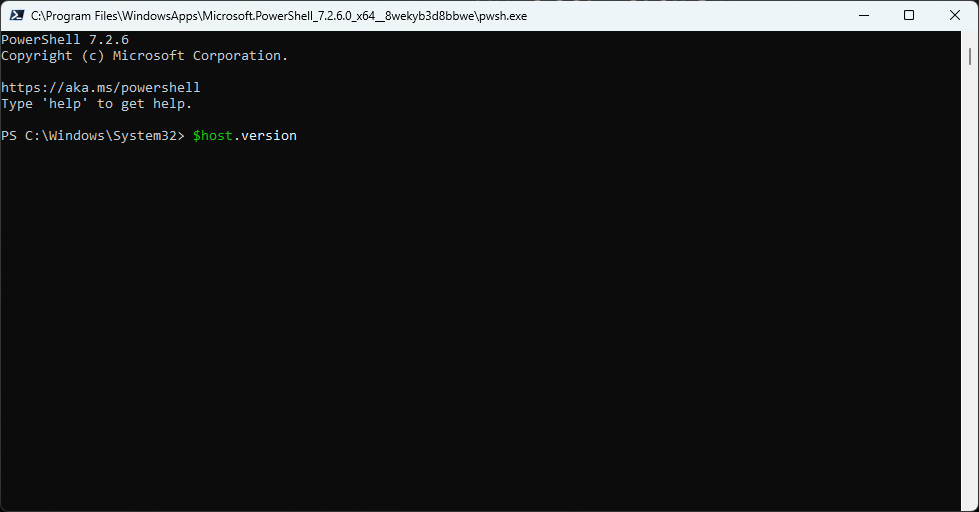 C:\Program Files\WindowsApps\Microsoft.PowerShell_7.2.6.0_x64__8wekyb3d8bbwe\pwsh.exe
PowerShell 7.2.6
Copyright (c) Microsoft Corporation.
https://aka.ms/powershell
Type 'help' to get help.
PS C:\Windows\System32> $host.version